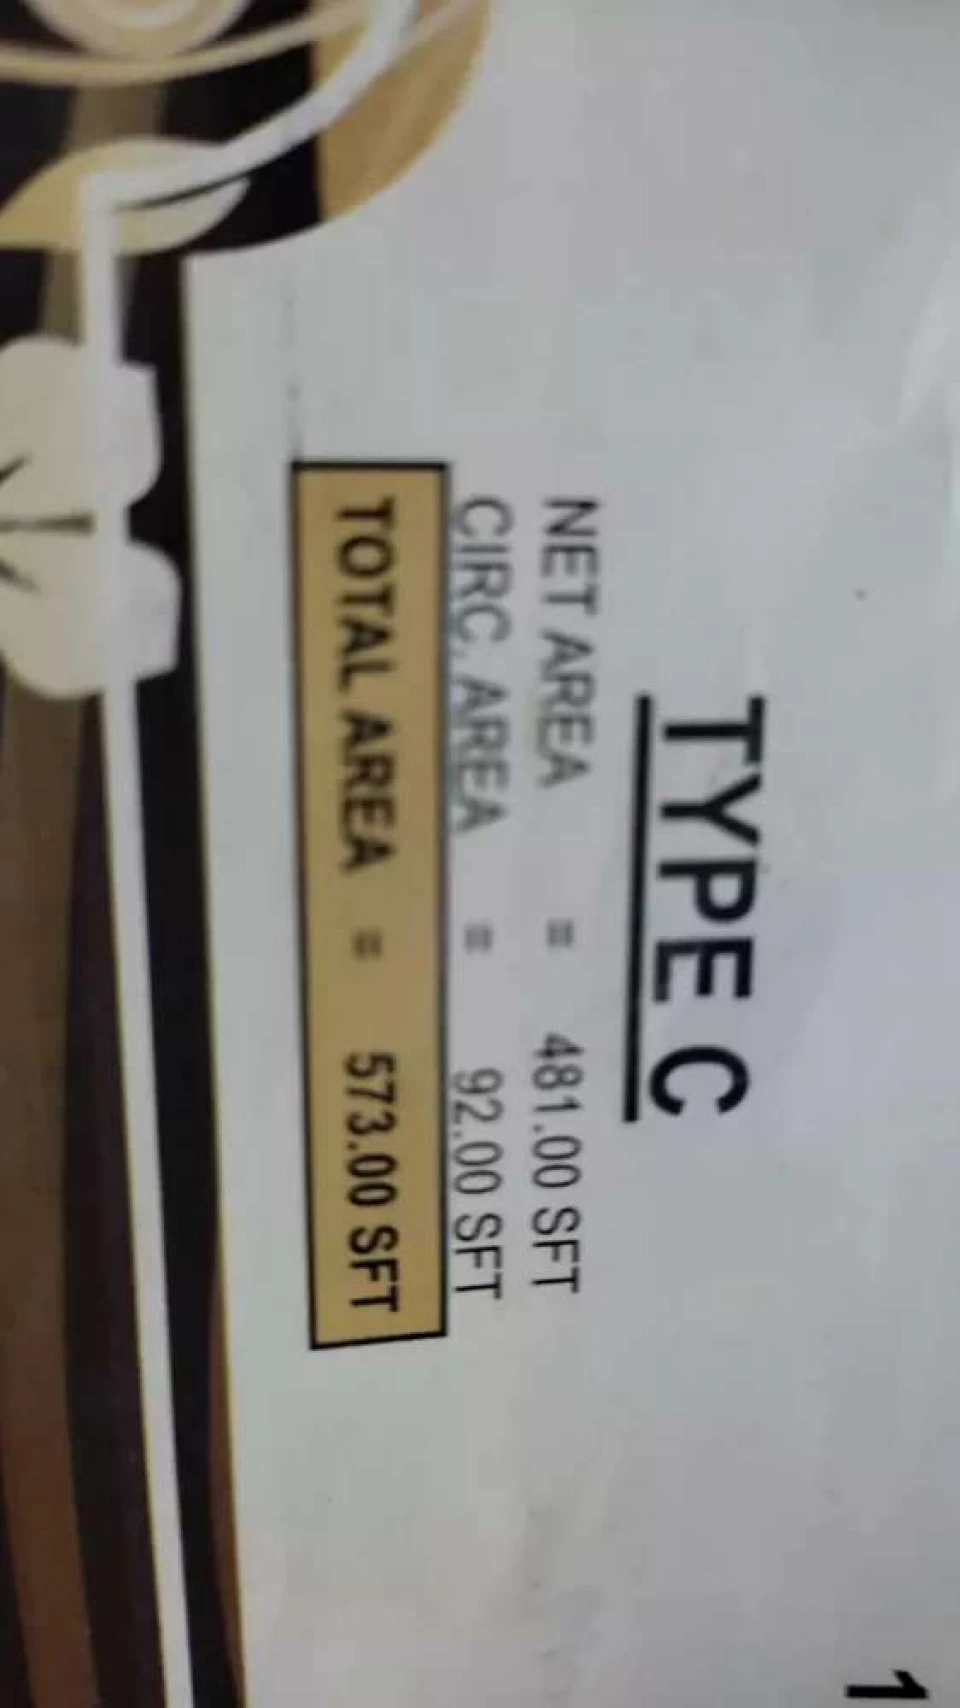 TYPE C
NET AREA = 481.00 SFT
CIRC. AREA = 92.00 SFT
TOTAL AREA = 573.00 SFT
1